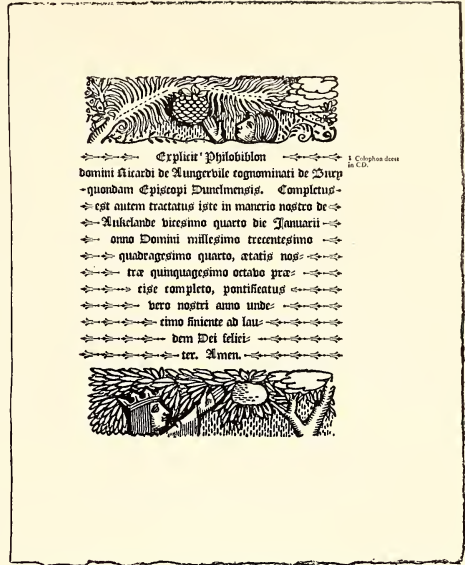 Explicit¹ Philobiblon
domini Ricardi de Aungervile cognominati de Bury
quondam Episcopi Dunelmensis. Completus
est autem tractatus iste in manerio nostro de
Aukelande vicesimo quarto die Januarii
anno Domini millesimo trecentesimo
quadragesimo quarto, ætatis nos=
træ quinquagesimo octavo præ=
cise completo, pontificatus
vero nostri anno unde=
cimo finiente ad lau=
dem Dei felici=
ter. Amen.
1 Colophon deest
in CD.